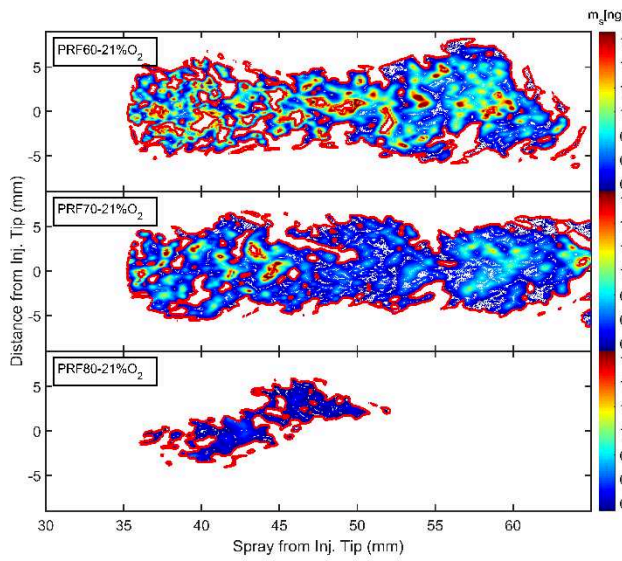 m_s[ng]
PRF60-21%O₂
5
0
-5
PRF70-21%O₂
5
0
-5
Distance from Inj. Tip (mm)
PRF80-21%O₂
5
0
-5
30 35 40 45 50 55 60
Spray from Inj. Tip (mm)